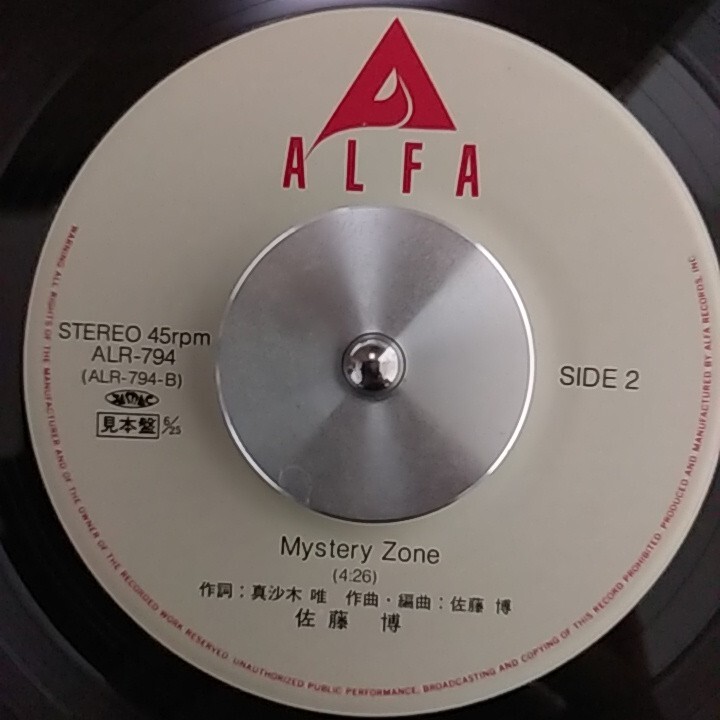 ALFA
STEREO 45rpm
ALR-794
(ALR-794-B)
見本盤 6/25
SIDE 2
Mystery Zone
(4:26)
作詞：真沙木 唯 作曲・編曲：佐藤 博
佐藤 博
WARNING ALL RIGHTS OF THE MANUFACTURER AND OF THE OWNER OF THE RECORDED WORK RESERVED. UNAUTHORIZED PUBLIC PERFORMANCE, BROADCASTING AND COPYING OF THIS RECORD PROHIBITED. PRODUCED AND MANUFACTURED BY ALFA RECORDS, INC.